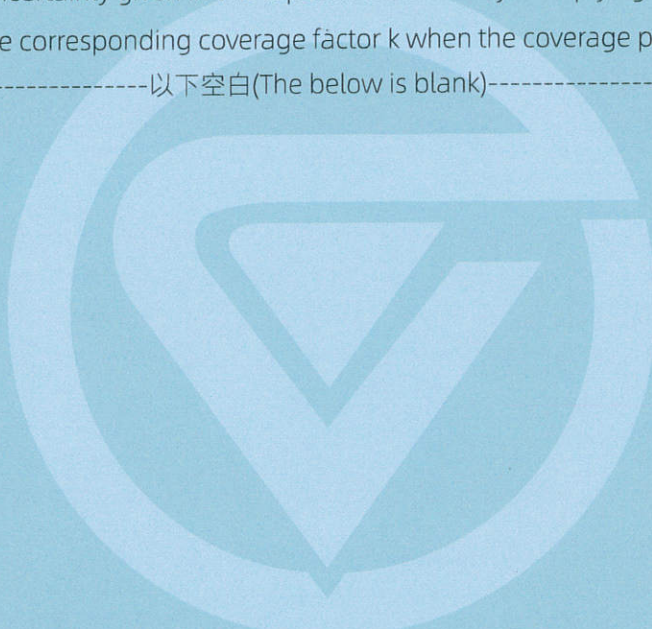 e corresponding coverage factor k when the coverage p
---------------以下空白(The below is blank)----------------